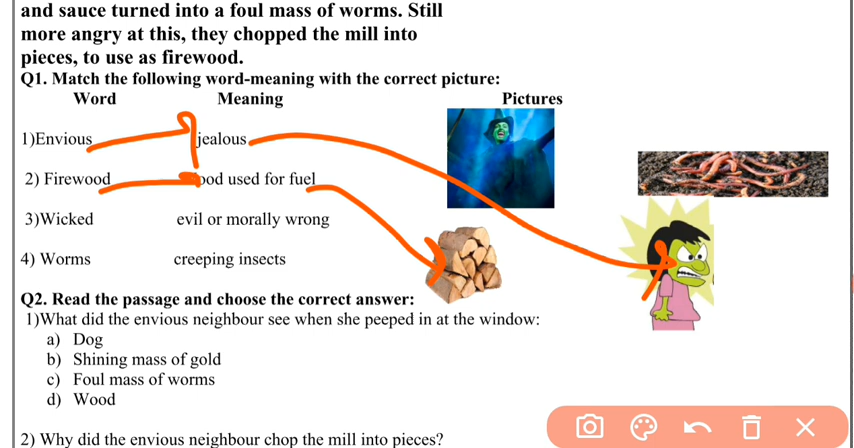 and sauce turned into a foul mass of worms. Still
more angry at this, they chopped the mill into
pieces, to use as firewood.
Q1. Match the following word-meaning with the correct picture:
Word Meaning Pictures
1)Envious jealous
2) Firewood ood used for fuel
3)Wicked evil or morally wrong
4) Worms creeping insects
Q2. Read the passage and choose the correct answer:
1)What did the envious neighbour see when she peeped in at the window:
a) Dog
b) Shining mass of gold
c) Foul mass of worms
d) Wood
2) Why did the envious neighbour chop the mill into pieces?